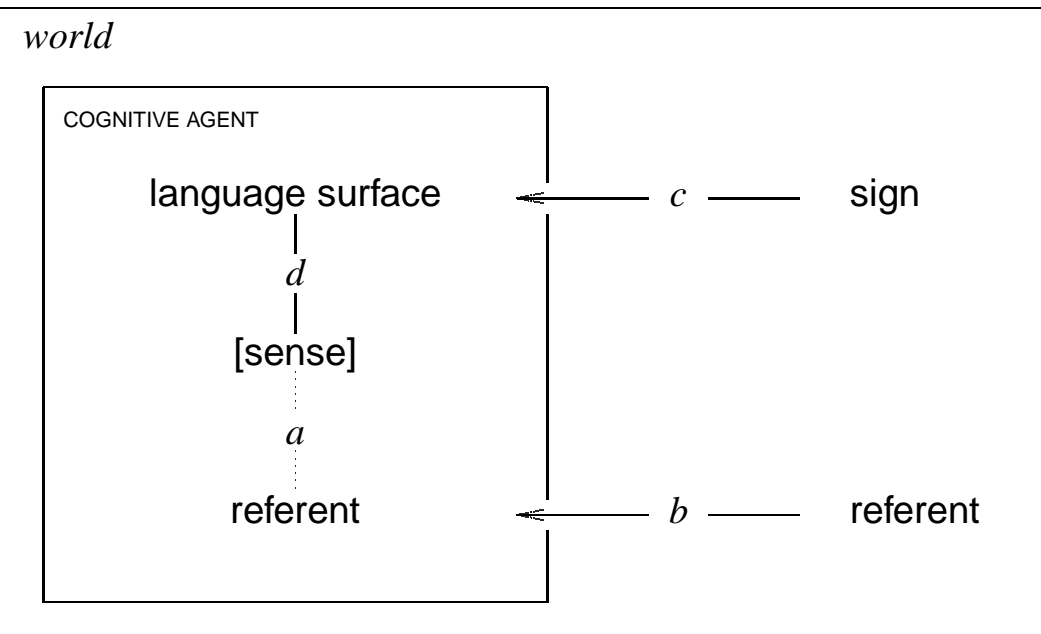 world
COGNITIVE AGENT
language surface c sign
d
[sense]
a
referent b referent